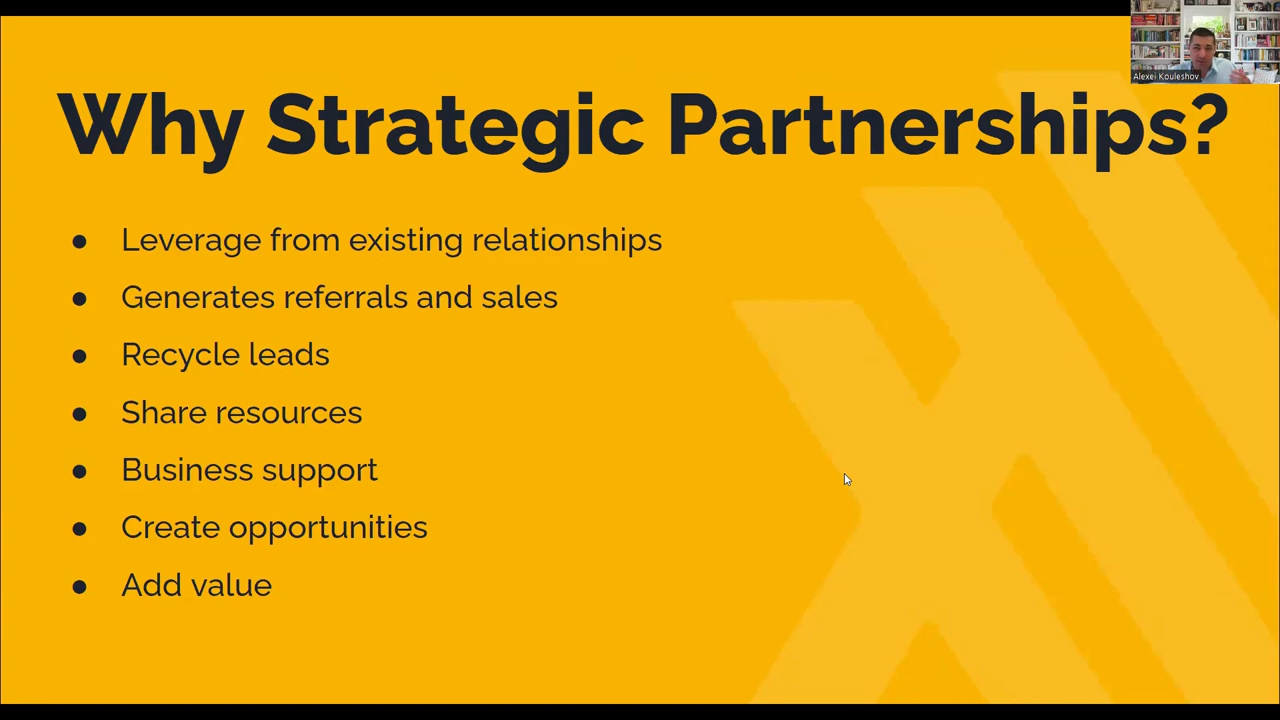 Alexei Kouleshov
Why Strategic Partnerships?
● Leverage from existing relationships
● Generates referrals and sales
● Recycle leads
● Share resources
● Business support
● Create opportunities
● Add value